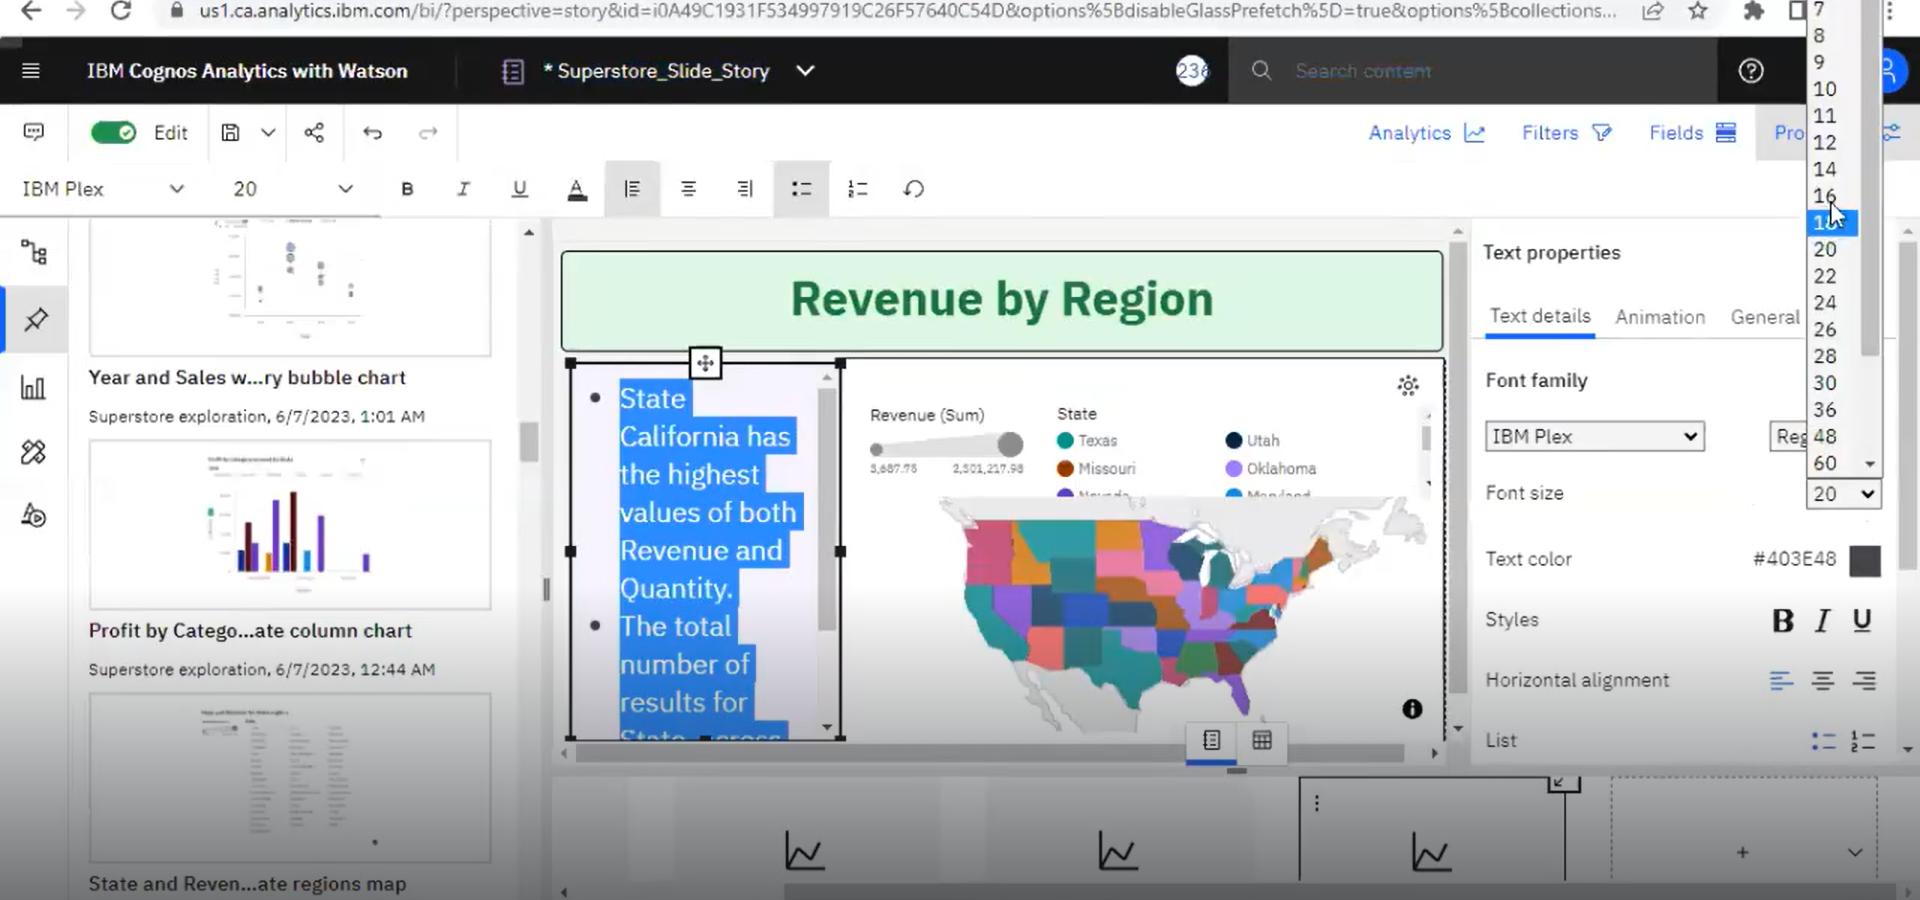 us1.ca.analytics.ibm.com/bi/?perspective=story&id=i0A49C1931F534997919C26F57640C54D&options%5BdisableGlassPrefetch%5D=true&options%5Bcollections...
IBM Cognos Analytics with Watson
* Superstore_Slide_Story
236
Search content
Edit
Analytics
Filters
Fields
Pro
IBM Plex
20
B
I
U
A
Year and Sales w...ry bubble chart
Superstore exploration, 6/7/2023, 1:01 AM
Profit by Catego...ate column chart
Superstore exploration, 6/7/2023, 12:44 AM
State and Reven...ate regions map
Revenue by Region
• State
California has
the highest
values of both
Revenue and
Quantity.
• The total
number of
results for
State across
Revenue (Sum)
3,687.75
2,501,217.98
State
Texas
Utah
Missouri
Oklahoma
Nevada
Maryland
Text properties
Text details
Animation
General
Font family
IBM Plex
Reg
Font size
20
Text color
#403E48
Styles
B
I
U
Horizontal alignment
List
7
8
9
10
11
12
14
16
18
20
22
24
26
28
30
36
48
60